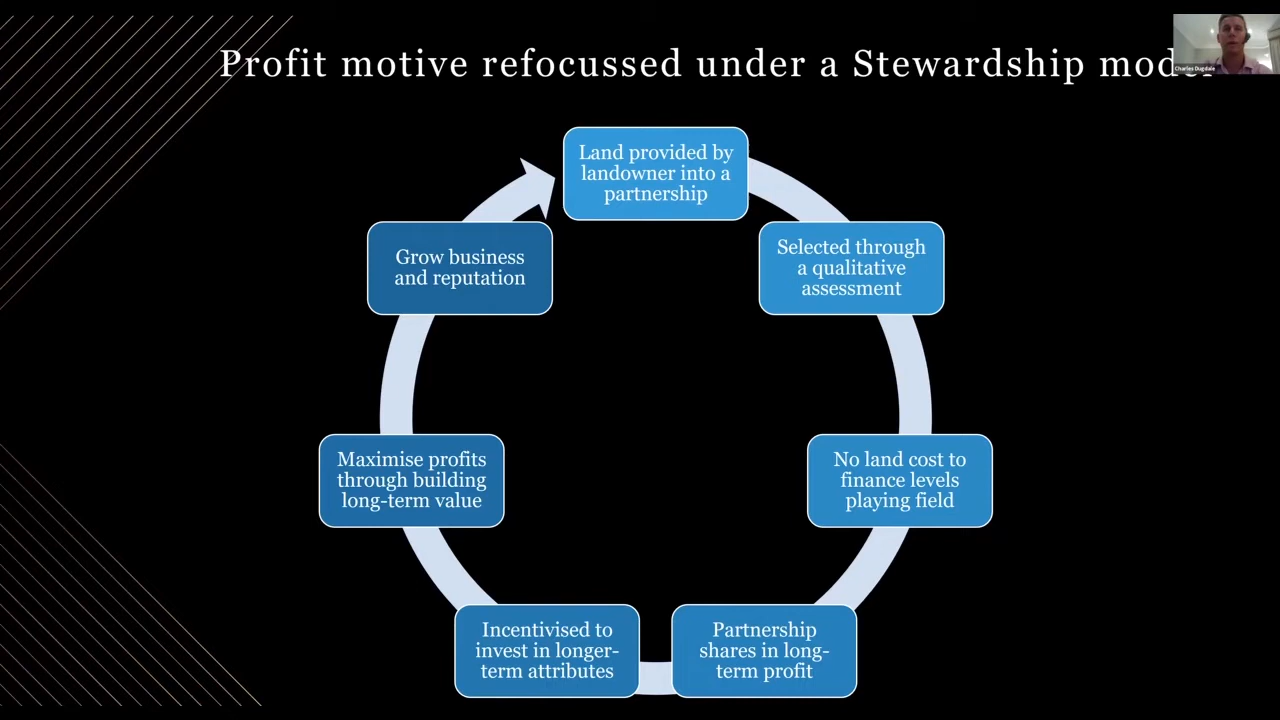 Profit motive refocussed under a Stewardship
Charles Dugdale
Land provided by
landowner into a
partnership
Selected through
a qualitative
assessment
No land cost to
finance levels
playing field
Partnership
shares in long-
term profit
Incentivised to
invest in longer-
term attributes
Maximise profits
through building
long-term value
Grow business
and reputation